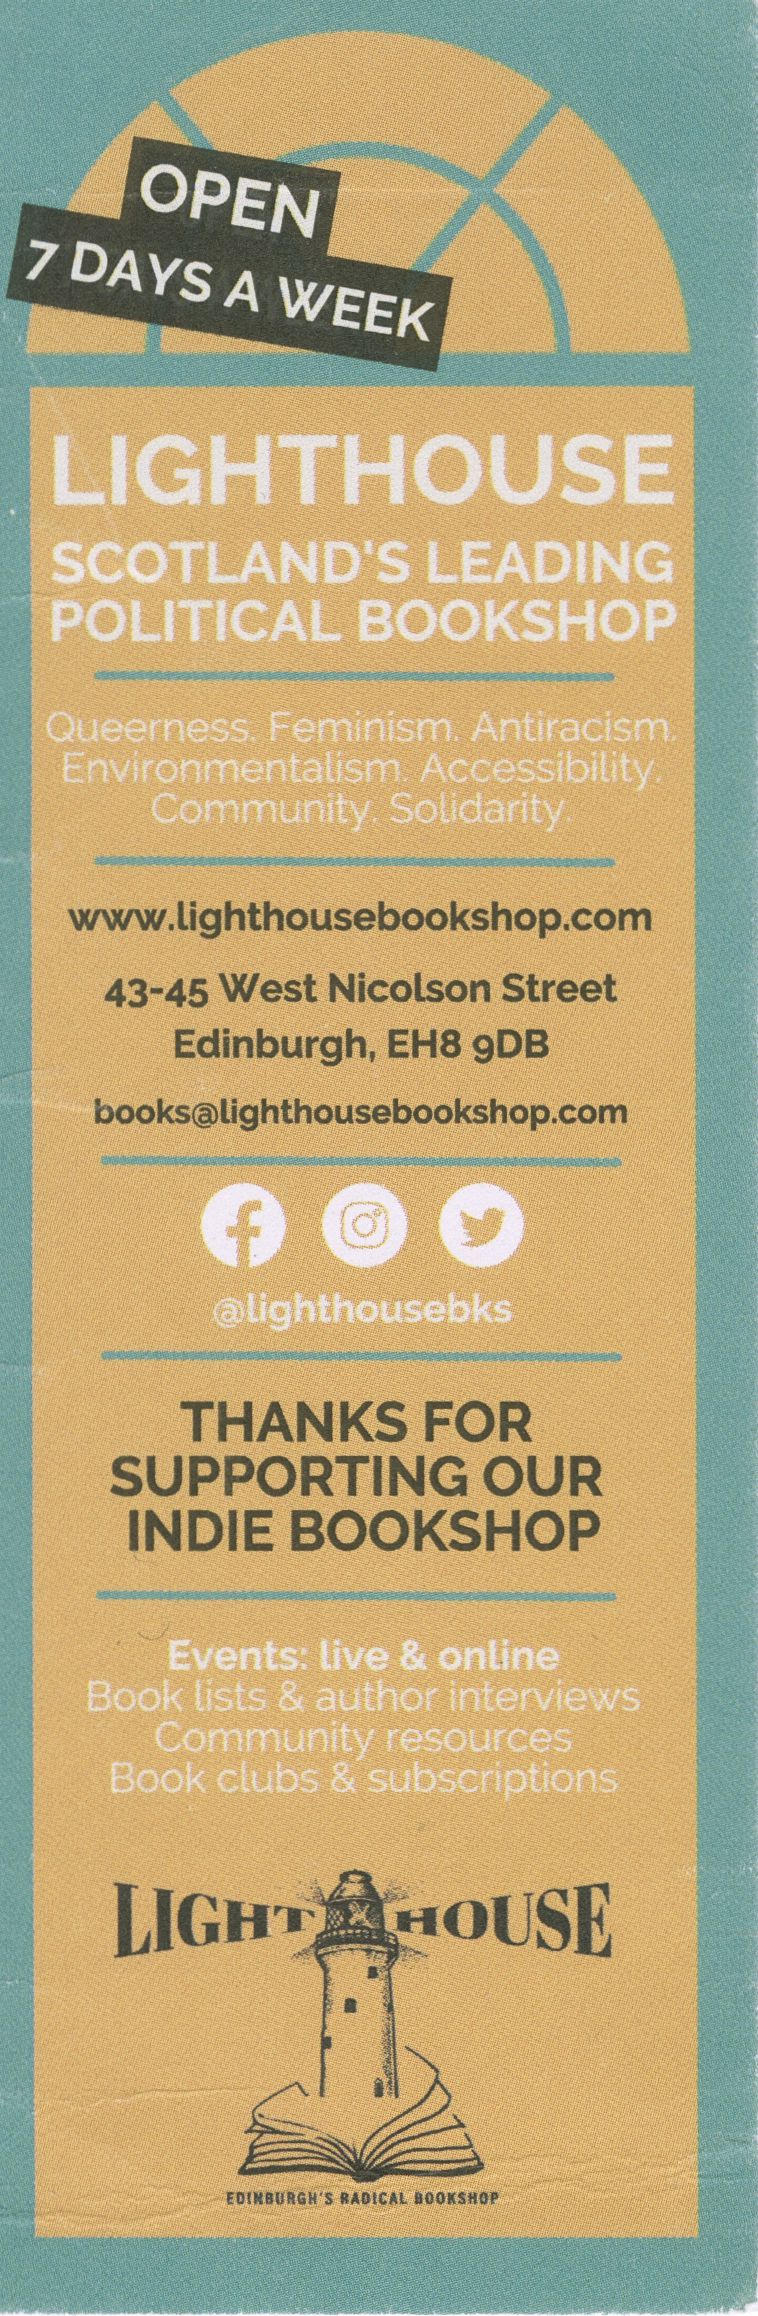 OPEN
7 DAYS A WEEK
LIGHTHOUSE
SCOTLAND'S LEADING
POLITICAL BOOKSHOP
Queerness. Feminism. Antiracism.
Environmentalism. Accessibility.
Community. Solidarity.
www.lighthousebookshop.com
43-45 West Nicolson Street
Edinburgh, EH8 9DB
books@lighthousebookshop.com
@lighthousebks
THANKS FOR
SUPPORTING OUR
INDIE BOOKSHOP
Events: live & online
Book lists & author interviews
Community resources
Book clubs & subscriptions
LIGHTHOUSE
EDINBURGH'S RADICAL BOOKSHOP